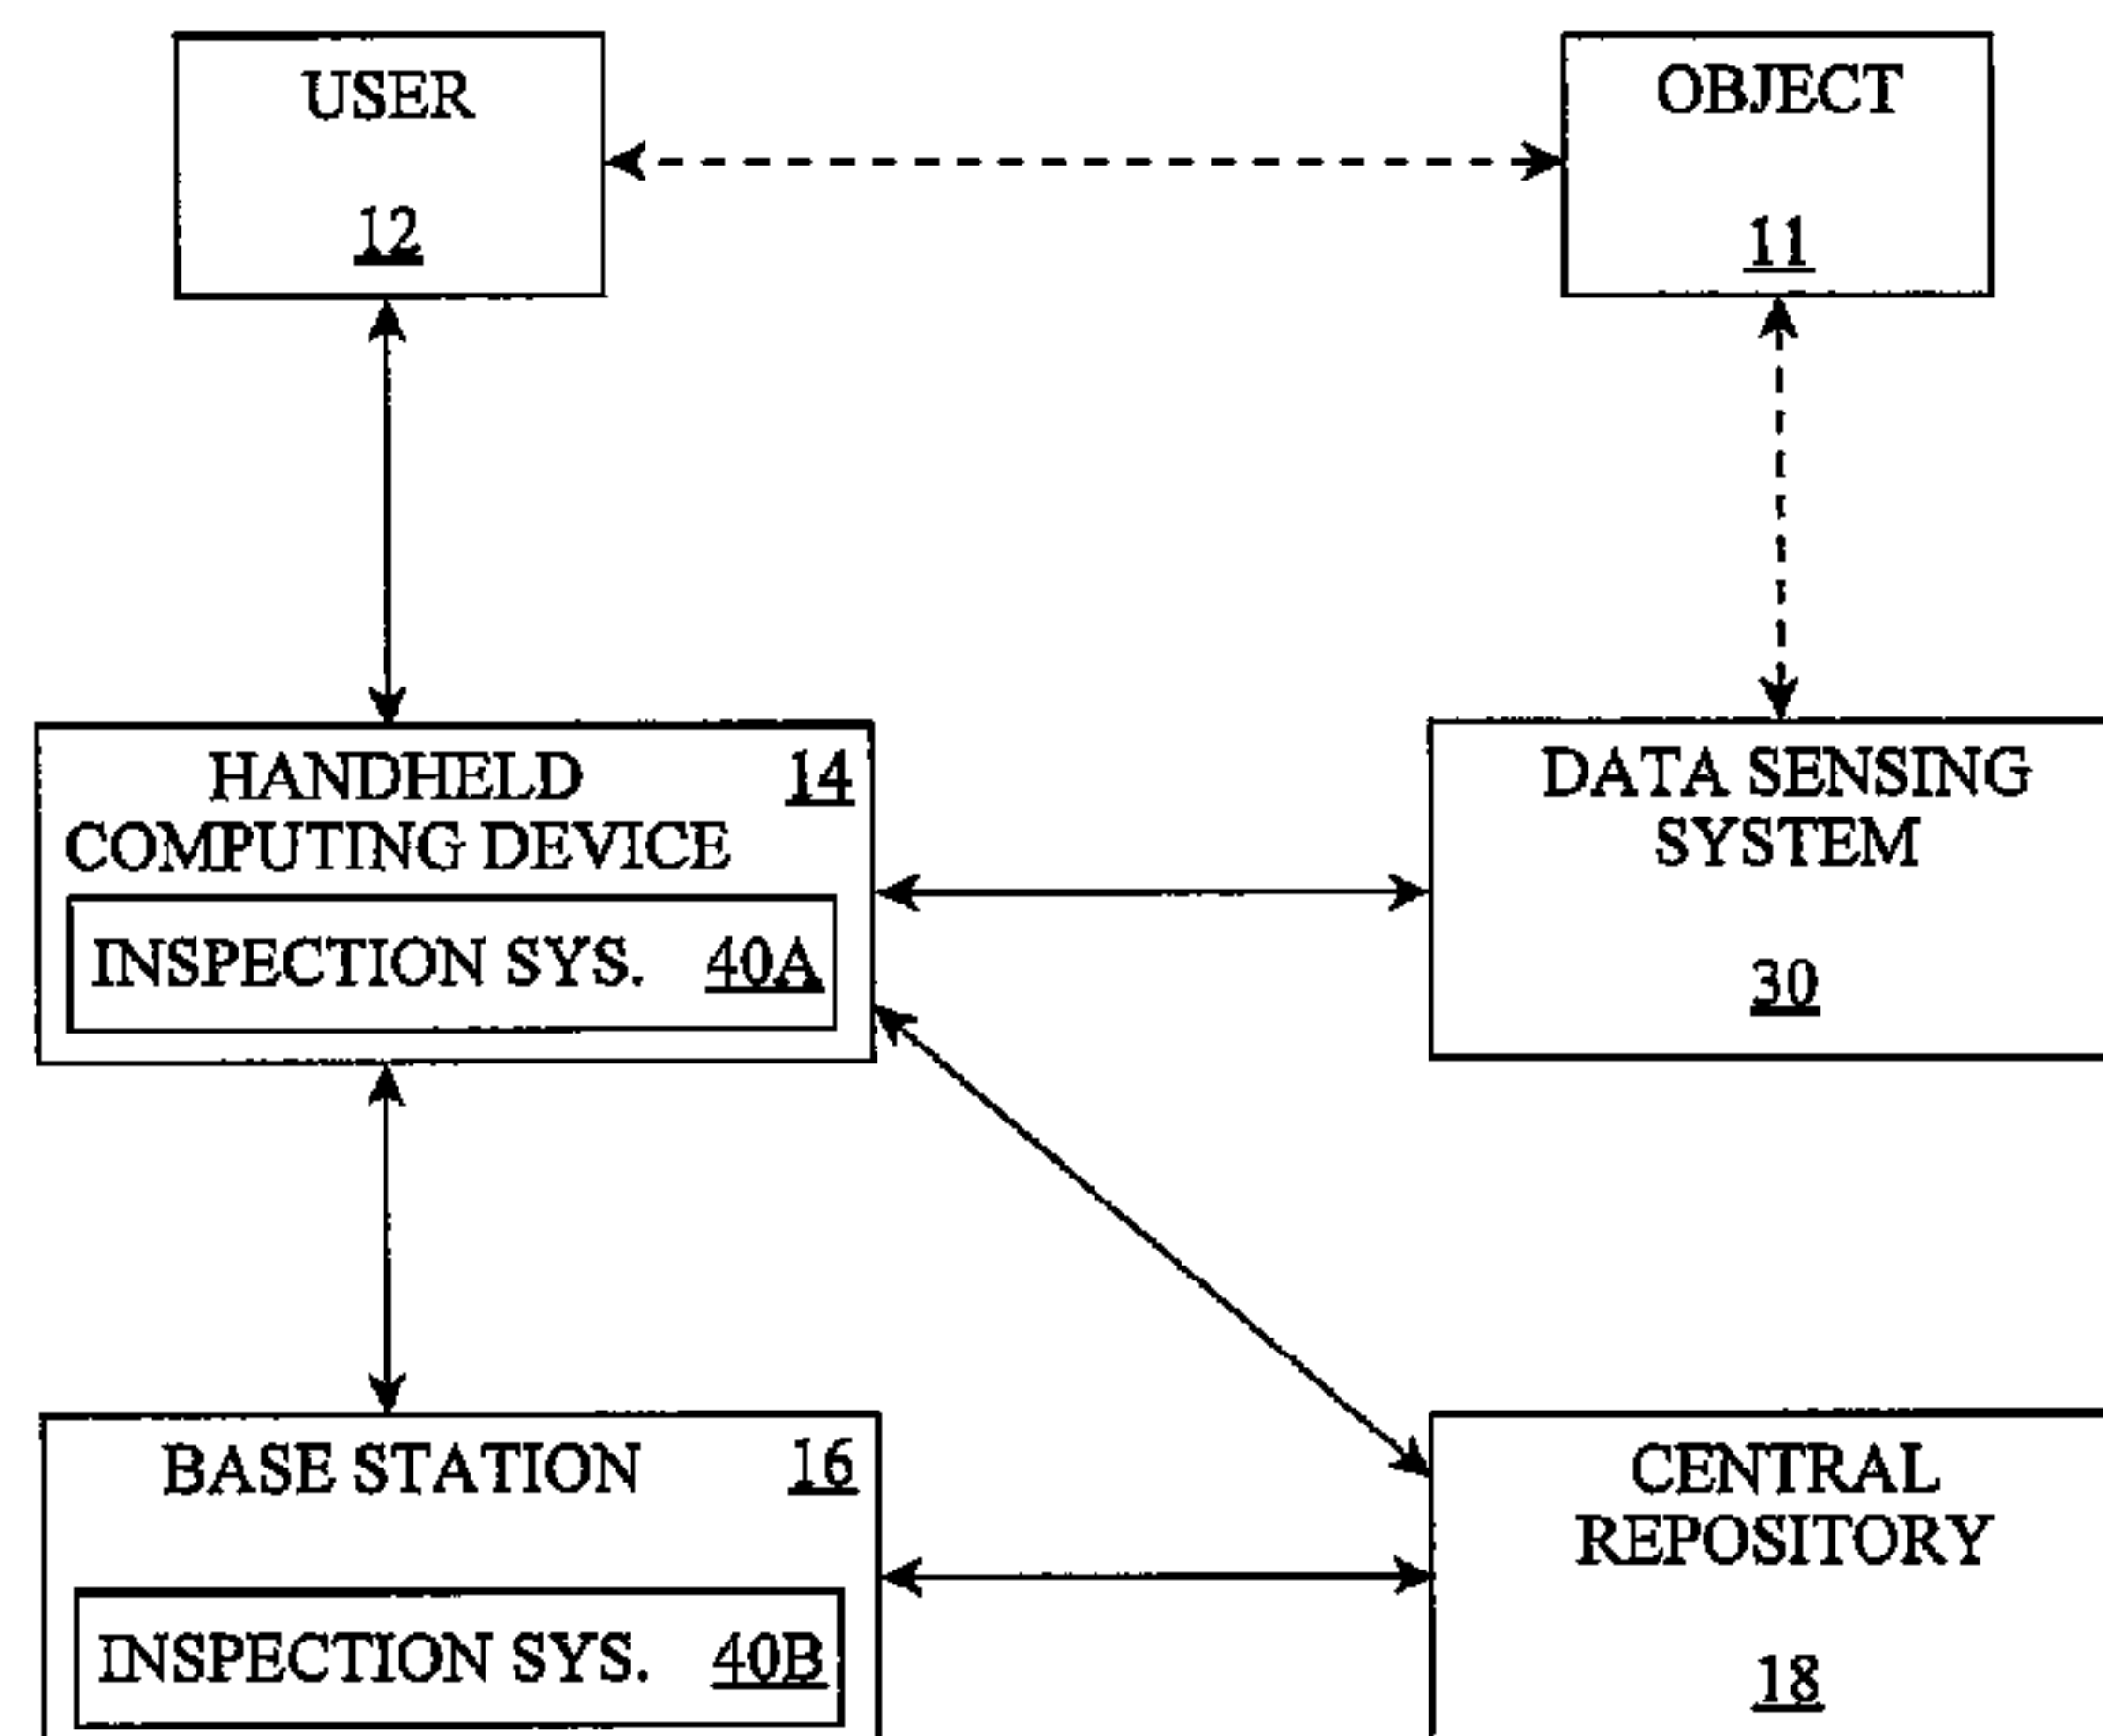 USER
12
OBJECT
11
HANDHELD 14
COMPUTING DEVICE
INSPECTION SYS. 40A
DATA SENSING
SYSTEM
30
BASE STATION 16
INSPECTION SYS. 40B
CENTRAL
REPOSITORY
18